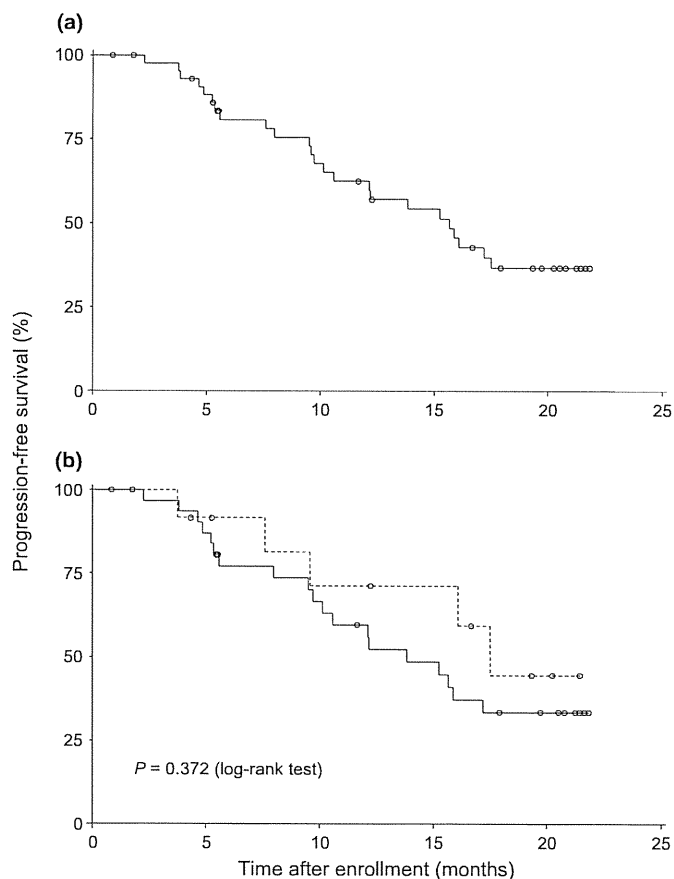 (a)
100
75
50
25
0
0 5 10 15 20 25
(b)
100
75
50
25
0
P = 0.372 (log-rank test)
0 5 10 15 20 25
Time after enrollment (months)
Progression-free survival (%)